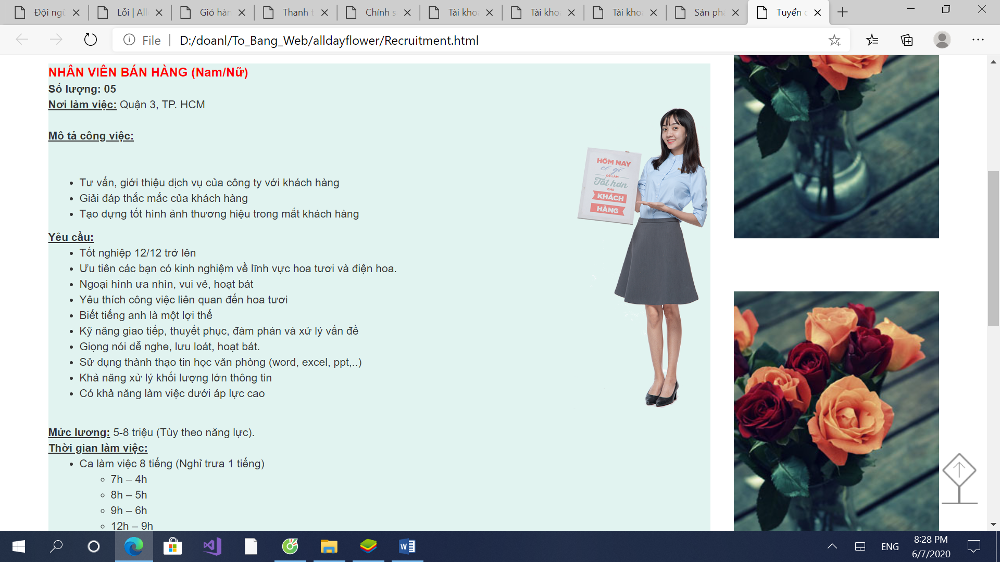 Đội ngũ
Lỗi | All
Giỏ hàn
Thanh t
Chính s
Tài kho
Tài kho
Tài kho
Sản ph
Tuyển
File
D:/doanl/To_Bang_Web/alldayflower/Recruitment.html
NHÂN VIÊN BÁN HÀNG (Nam/Nữ)
Số lượng: 05
Nơi làm việc: Quận 3, TP. HCM
Mô tả công việc:
Tư vấn, giới thiệu dịch vụ của công ty với khách hàng
Giải đáp thắc mắc của khách hàng
Tạo dựng tốt hình ảnh thương hiệu trong mắt khách hàng
Yêu cầu:
Tốt nghiệp 12/12 trở lên
Ưu tiên các bạn có kinh nghiệm về lĩnh vực hoa tươi và điện hoa.
Ngoại hình ưa nhìn, vui vẻ, hoạt bát
Yêu thích công việc liên quan đến hoa tươi
Biết tiếng anh là một lợi thế
Kỹ năng giao tiếp, thuyết phục, đàm phán và xử lý vấn đề
Giọng nói dễ nghe, lưu loát, hoạt bát.
Sử dụng thành thạo tin học văn phòng (word, excel, ppt,..)
Khả năng xử lý khối lượng lớn thông tin
Có khả năng làm việc dưới áp lực cao
Mức lương: 5-8 triệu (Tùy theo năng lực).
Thời gian làm việc:
Ca làm việc 8 tiếng (Nghỉ trưa 1 tiếng)
7h – 4h
8h – 5h
9h – 6h
12h – 9h
HÔM NAY
có gì
ĐỂ LÀM
Tốt hơn
CHO
KHÁCH
HÀNG
ENG
8:28 PM
6/7/2020